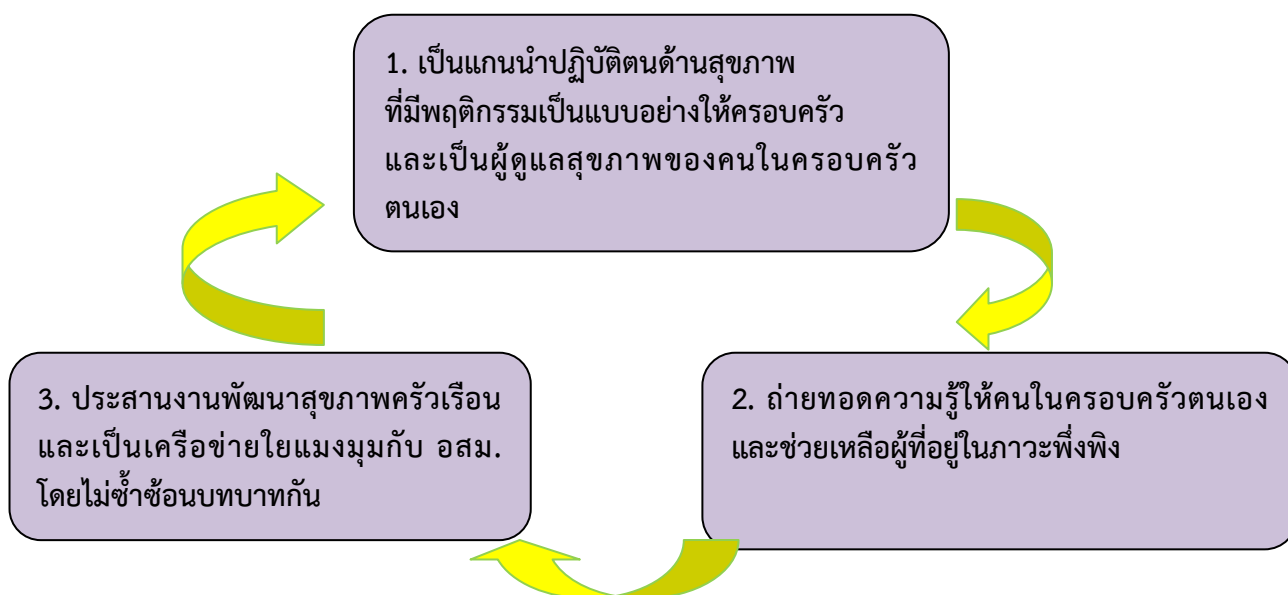 1. เป็นแกนนำปฏิบัติตนด้านสุขภาพ
ที่มีพฤติกรรมเป็นแบบอย่างให้ครอบครัว
และเป็นผู้ดูแลสุขภาพของคนในครอบครัว
ตนเอง
2. ถ่ายทอดความรู้ให้คนในครอบครัวตนเอง
และช่วยเหลือผู้ที่อยู่ในภาวะพึ่งพิง
3. ประสานงานพัฒนาสุขภาพครัวเรือน
และเป็นเครือข่ายใยแมงมุมกับ อสม.
โดยไม่ซ้ำซ้อนบทบาทกัน